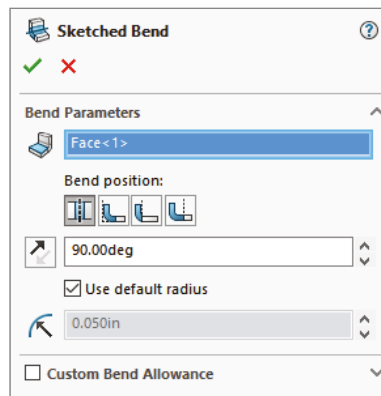 Sketched Bend
Bend Parameters
Face<1>
Bend position:
90.00deg
Use default radius
0.050in
Custom Bend Allowance